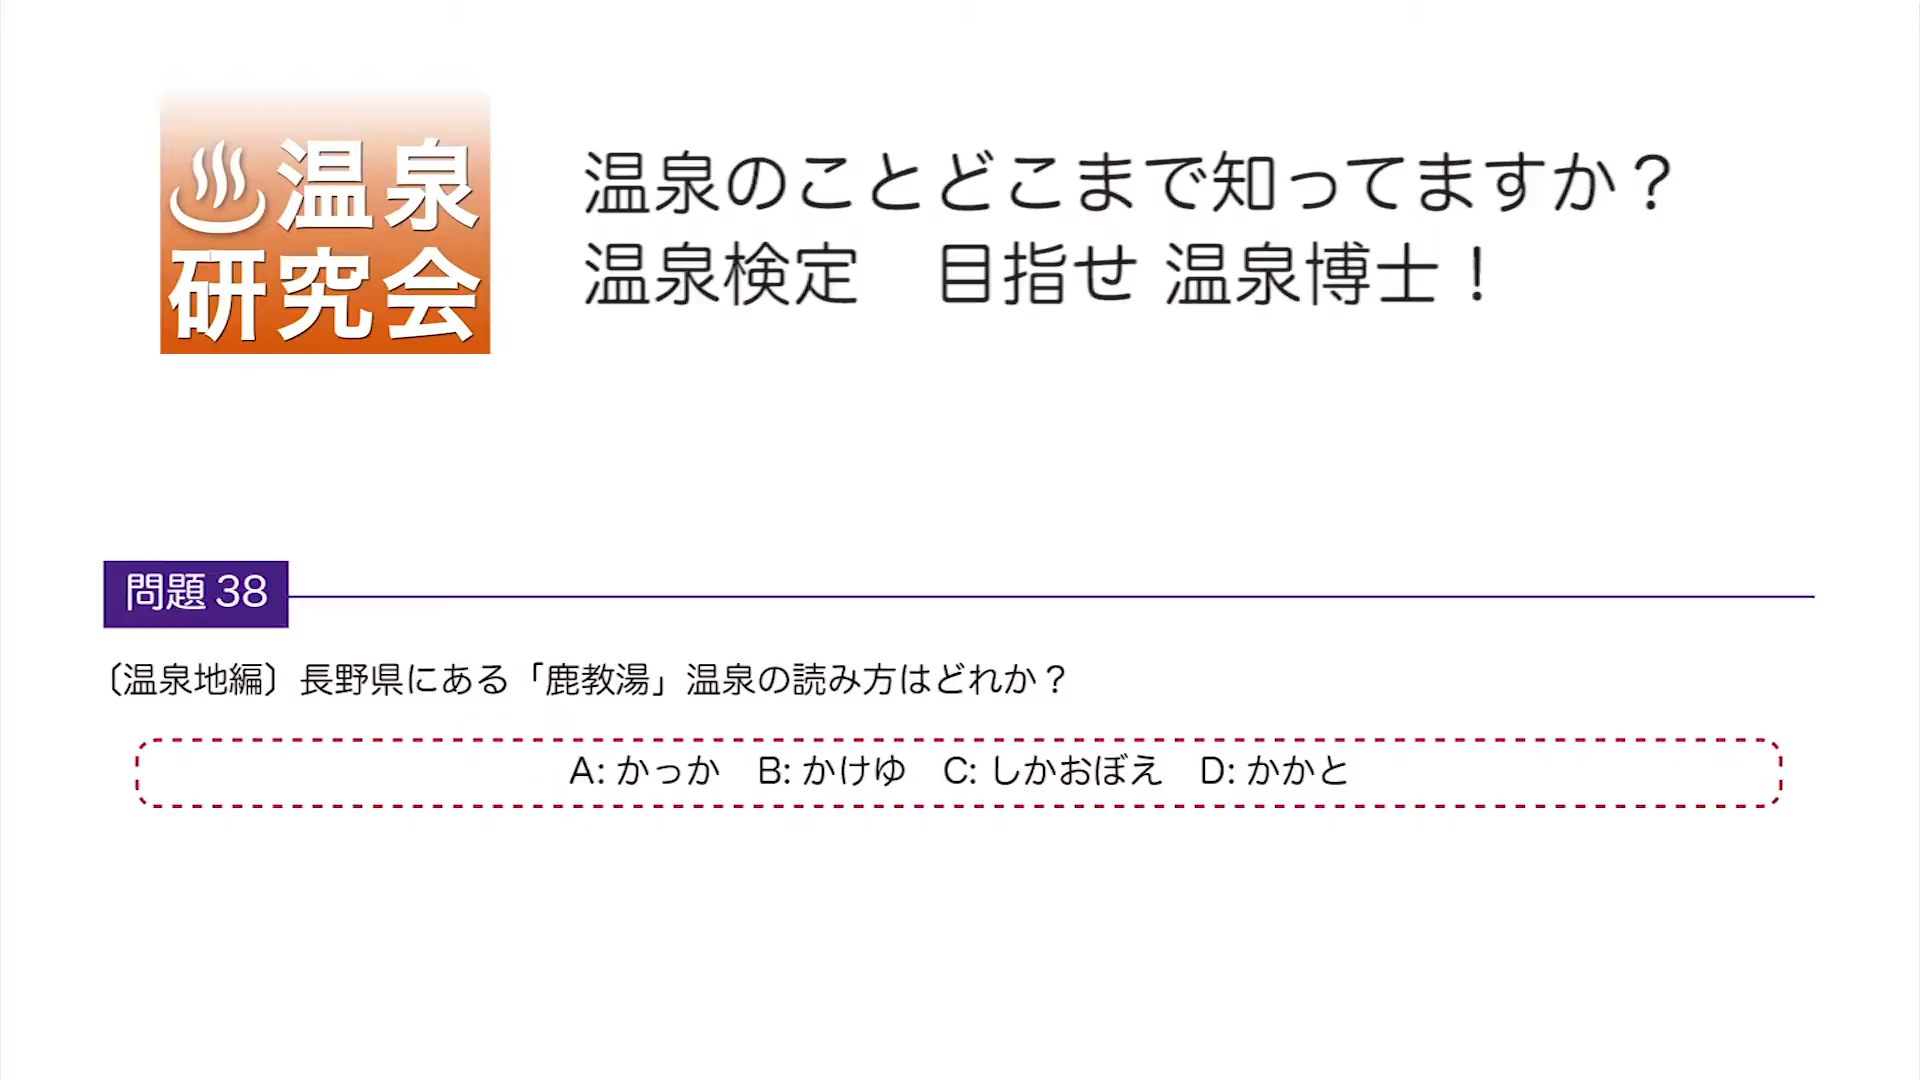 ♨温泉
研究会
温泉のことどこまで知ってますか？
温泉検定　目指せ 温泉博士！
問題 38
〔温泉地編〕長野県にある「鹿教湯」温泉の読み方はどれか？
A: かっか　B: かけゆ　C: しかおぼえ　D: かかと